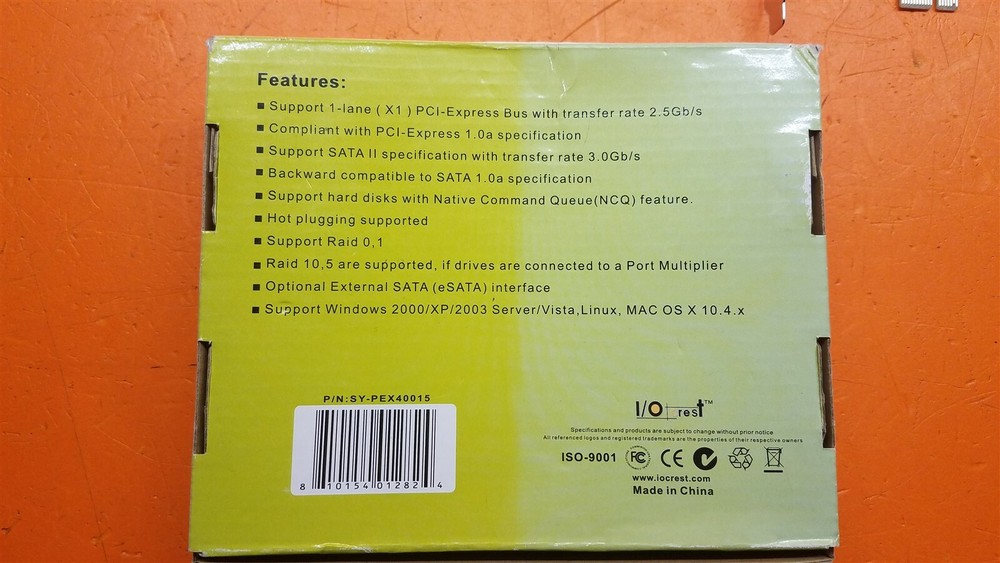 Features:
■ Support 1-lane ( X1 ) PCI-Express Bus with transfer rate 2.5Gb/s
■ Compliant with PCI-Express 1.0a specification
■ Support SATA II specification with transfer rate 3.0Gb/s
■ Backward compatible to SATA 1.0a specification
■ Support hard disks with Native Command Queue(NCQ) feature.
■ Hot plugging supported
■ Support Raid 0,1
■ Raid 10,5 are supported, if drives are connected to a Port Multiplier
■ Optional External SATA (eSATA) interface
■ Support Windows 2000/XP/2003 Server/Vista,Linux, MAC OS X 10.4.x
P/N:SY-PEX40015
8 10154 01282 4
I/O crest™
Specifications and products are subject to change without prior notice
All referenced logos and registered trademarks are the properties of their respective owners
ISO-9001 FC CE
www.iocrest.com
Made in China